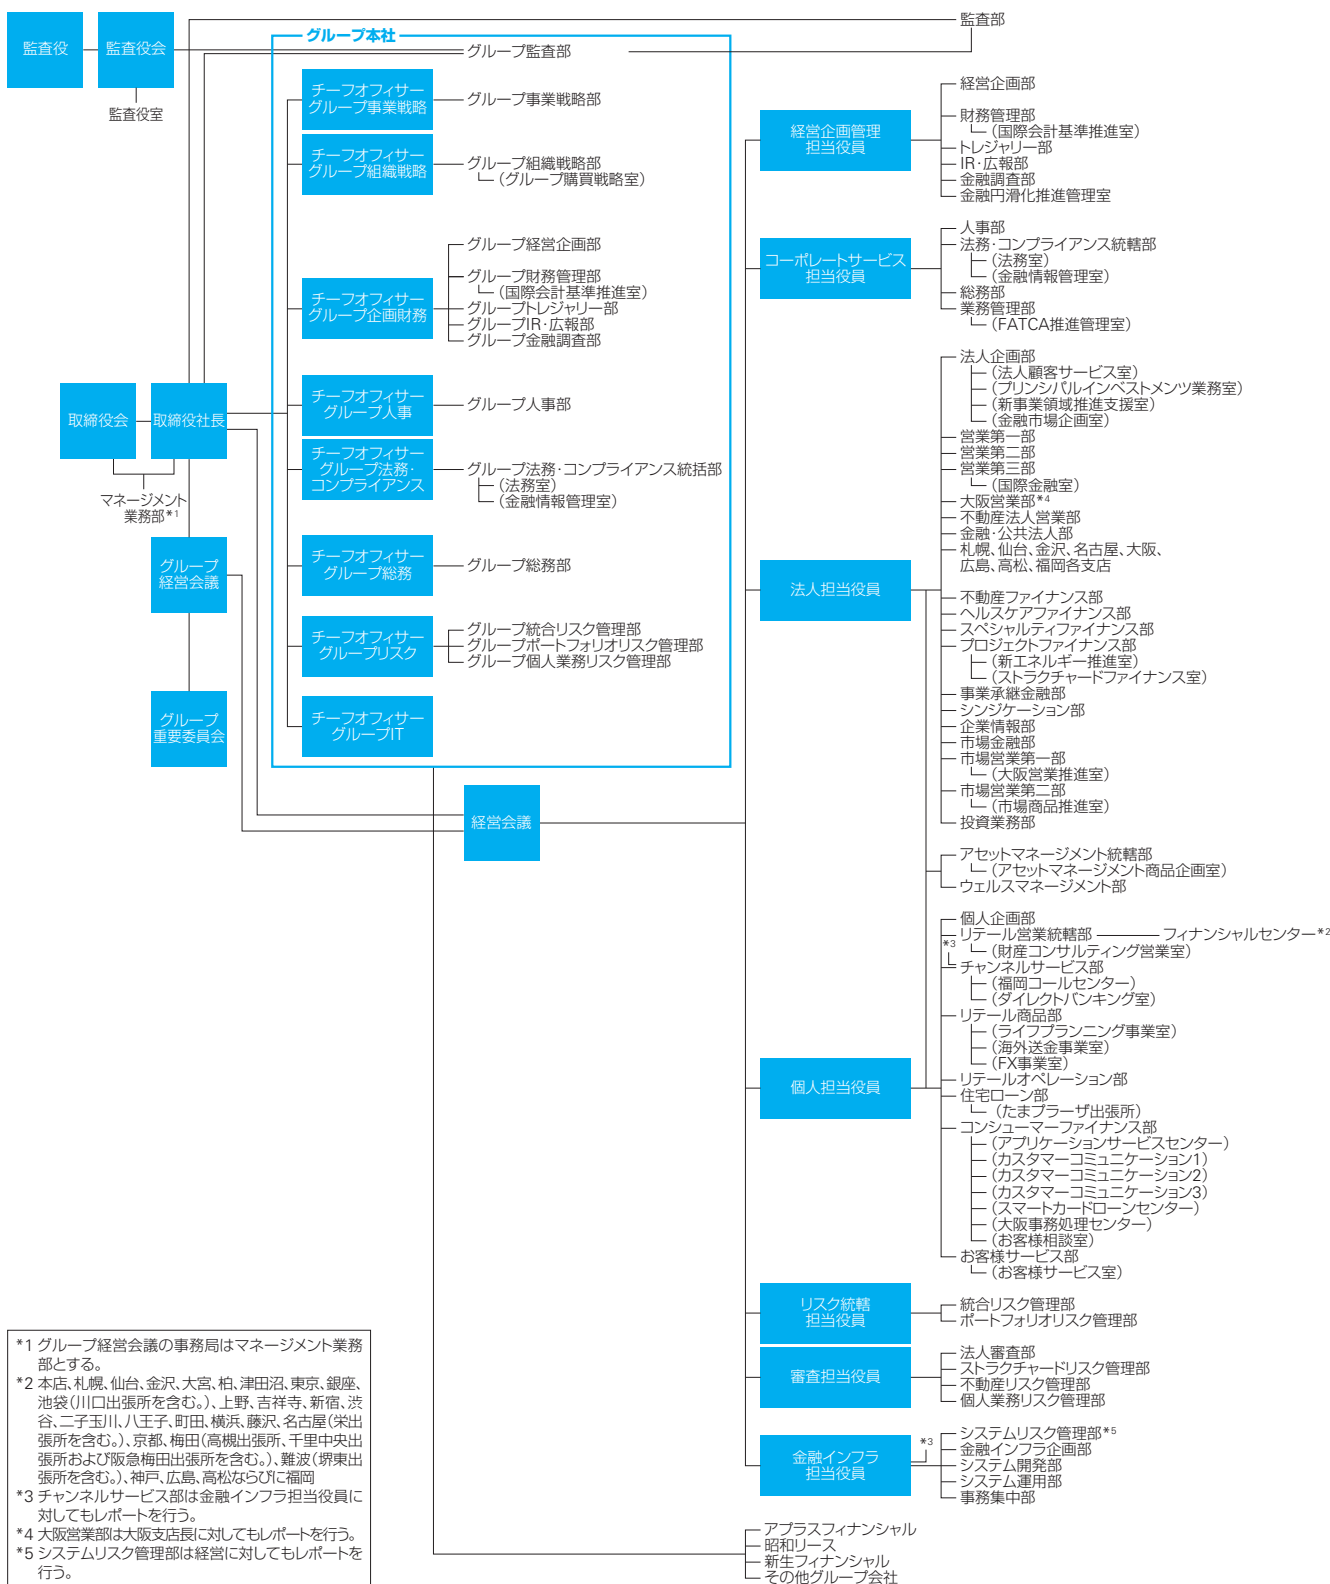 監査役
監査役会
監査役室
グループ本社
監査部
グループ監査部
チーフオフィサー
グループ事業戦略
グループ事業戦略部
チーフオフィサー
グループ組織戦略
グループ組織戦略部
(グループ購買戦略室)
チーフオフィサー
グループ企画財務
グループ経営企画部
グループ財務管理部
(国際会計基準推進室)
グループトレジャリー部
グループIR・広報部
グループ金融調査部
チーフオフィサー
グループ人事
グループ人事部
チーフオフィサー
グループ法務・
コンプライアンス
グループ法務・コンプライアンス統括部
(法務室)
(金融情報管理室)
チーフオフィサー
グループ総務
グループ総務部
チーフオフィサー
グループリスク
グループ統合リスク管理部
グループポートフォリオリスク管理部
グループ個人業務リスク管理部
チーフオフィサー
グループIT
取締役会
取締役社長
マネージメント
業務部*1
グループ
経営会議
グループ
重要委員会
経営会議
経営企画管理
担当役員
経営企画部
財務管理部
(国際会計基準推進室)
トレジャリー部
IR・広報部
金融調査部
金融円滑化推進管理室
コーポレートサービス
担当役員
人事部
法務・コンプライアンス統轄部
(法務室)
(金融情報管理室)
総務部
業務管理部
(FATCA推進管理室)
法人担当役員
法人企画部
(法人顧客サービス室)
(プリンシパルインベストメンツ業務室)
(新事業領域推進支援室)
(金融市場企画室)
営業第一部
営業第二部
営業第三部
(国際金融室)
大阪営業部*4
不動産法人営業部
金融・公共法人部
札幌、仙台、金沢、名古屋、大阪、
広島、高松、福岡各支店
不動産ファイナンス部
ヘルスケアファイナンス部
スペシャルティファイナンス部
プロジェクトファイナンス部
(新エネルギー推進室)
(ストラクチャードファイナンス室)
事業承継金融部
シンジケーション部
企業情報部
市場金融部
市場営業第一部
(大阪営業推進室)
市場営業第二部
(市場商品推進室)
投資業務部
アセットマネージメント統轄部
(アセットマネージメント商品企画室)
ウェルスマネージメント部
個人担当役員
個人企画部
リテール営業統轄部
フィナンシャルセンター*2
(財産コンサルティング営業室)
*3
チャンネルサービス部
(福岡コールセンター)
(ダイレクトバンキング室)
リテール商品部
(ライフプランニング事業室)
(海外送金事業室)
(FX事業室)
リテールオペレーション部
住宅ローン部
(たまプラーザ出張所)
コンシューマーファイナンス部
(アプリケーションサービスセンター)
(カスタマーコミュニケーション1)
(カスタマーコミュニケーション2)
(カスタマーコミュニケーション3)
(スマートカードローンセンター)
(大阪事務処理センター)
(お客様相談室)
お客様サービス部
(お客様サービス室)
リスク統轄
担当役員
統合リスク管理部
ポートフォリオリスク管理部
審査担当役員
法人審査部
ストラクチャードリスク管理部
不動産リスク管理部
個人業務リスク管理部
金融インフラ
担当役員
*3
システムリスク管理部*5
金融インフラ企画部
システム開発部
システム運用部
事務集中部
アプラスフィナンシャル
昭和リース
新生フィナンシャル
その他グループ会社
*1 グループ経営会議の事務局はマネージメント業務
部とする。
*2 本店、札幌、仙台、金沢、大宮、柏、津田沼、東京、銀座、
池袋(川口出張所を含む。)、上野、吉祥寺、新宿、渋
谷、二子玉川、八王子、町田、横浜、藤沢、名古屋(栄出
張所を含む。)、京都、梅田(高槻出張所、千里中央出
張所および阪急梅田出張所を含む。)、難波(堺東出
張所を含む。)、神戸、広島、高松ならびに福岡
*3 チャンネルサービス部は金融インフラ担当役員に
対してもレポートを行う。
*4 大阪営業部は大阪支店長に対してもレポートを行う。
*5 システムリスク管理部は経営に対してもレポートを
行う。